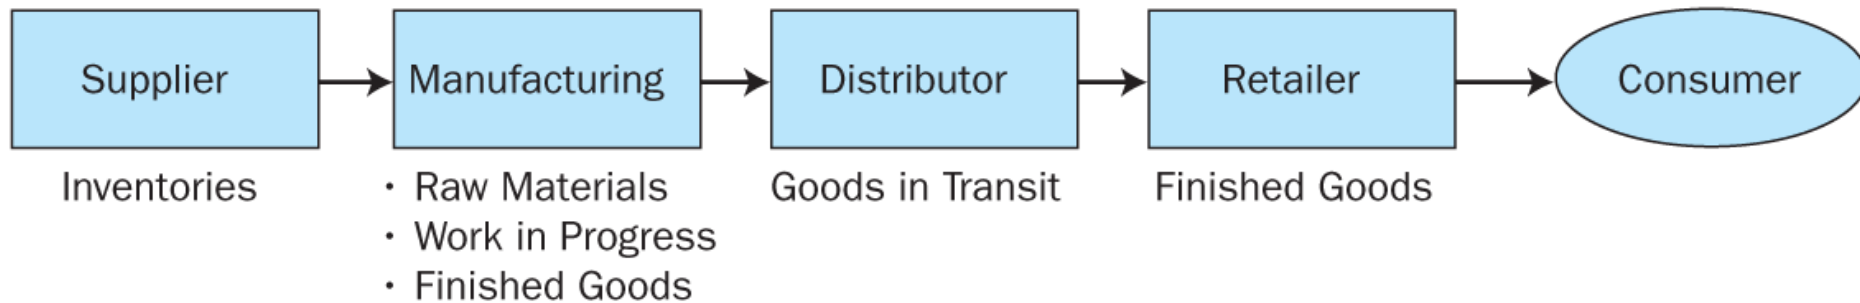 Supplier
Manufacturing
Distributor
Retailer
Consumer
Inventories
· Raw Materials
· Work in Progress
· Finished Goods
Goods in Transit
Finished Goods